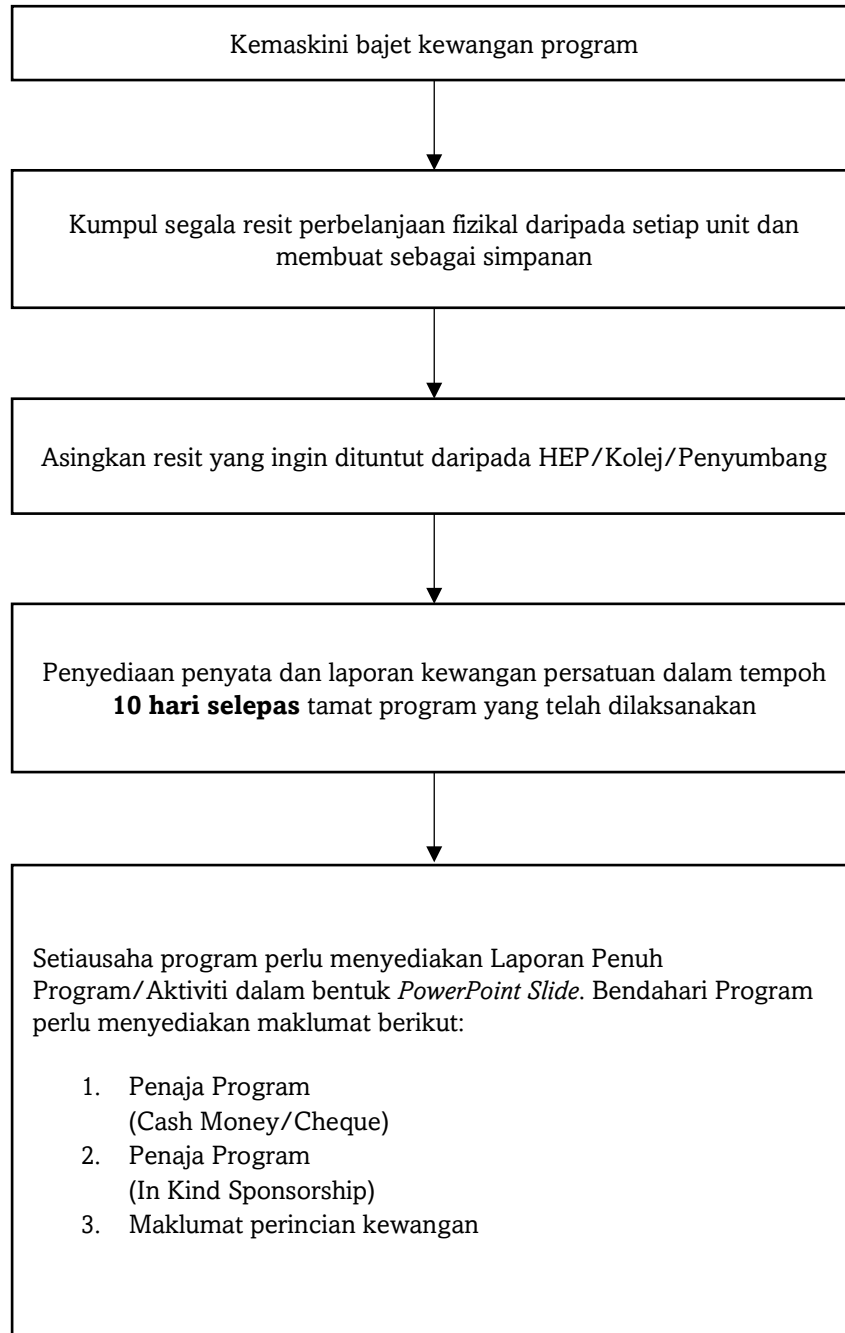 Kemaskini bajet kewangan program
Kumpul segala resit perbelanjaan fizikal daripada setiap unit dan
membuat sebagai simpanan
Asingkan resit yang ingin dituntut daripada HEP/Kolej/Penyumbang
Penyediaan penyata dan laporan kewangan persatuan dalam tempoh
10 hari selepas tamat program yang telah dilaksanakan
Setiausaha program perlu menyediakan Laporan Penuh
Program/Aktiviti dalam bentuk PowerPoint Slide. Bendahari Program
perlu menyediakan maklumat berikut:
1. Penaja Program
(Cash Money/Cheque)
2. Penaja Program
(In Kind Sponsorship)
3. Maklumat perincian kewangan